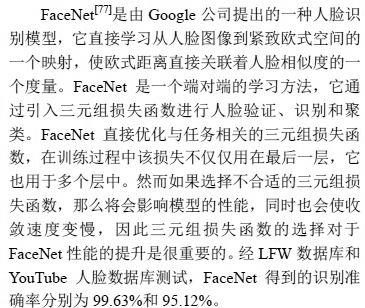 FaceNet[77]是由 Google 公司提出的一种人脸识
别模型，它直接学习从人脸图像到紧致欧式空间的
一个映射，使欧式距离直接关联着人脸相似度的一
个度量。FaceNet 是一个端对端的学习方法，它通
过引入三元组损失函数进行人脸验证、识别和聚
类。FaceNet 直接优化与任务相关的三元组损失函
数，在训练过程中该损失不仅仅用在最后一层，它
也用于多个层中。然而如果选择不合适的三元组损
失函数，那么将会影响模型的性能，同时也会使收
敛速度变慢，因此三元组损失函数的选择对于
FaceNet 性能的提升是很重要的。经 LFW 数据库和
YouTube 人脸数据库测试，FaceNet 得到的识别准
确率分别为 99.63%和 95.12%。